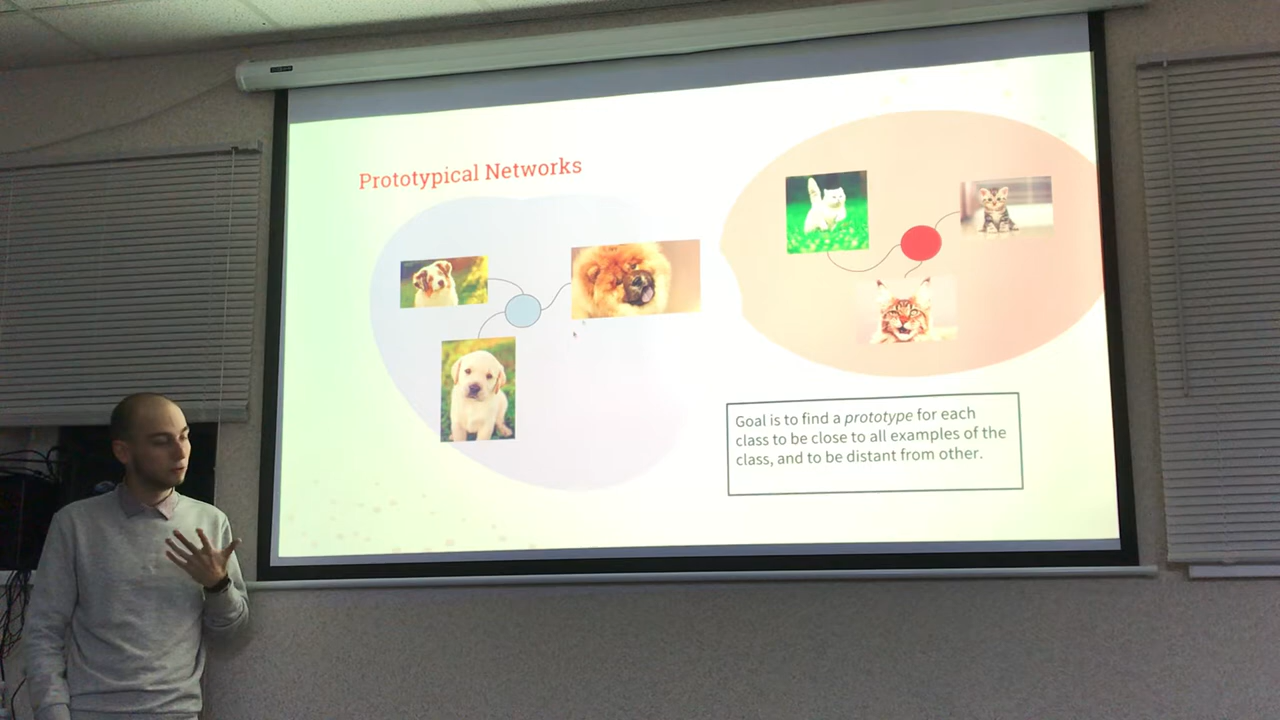 Prototypical Networks
Goal is to find a prototype for each
class to be close to all examples of the
class, and to be distant from other.